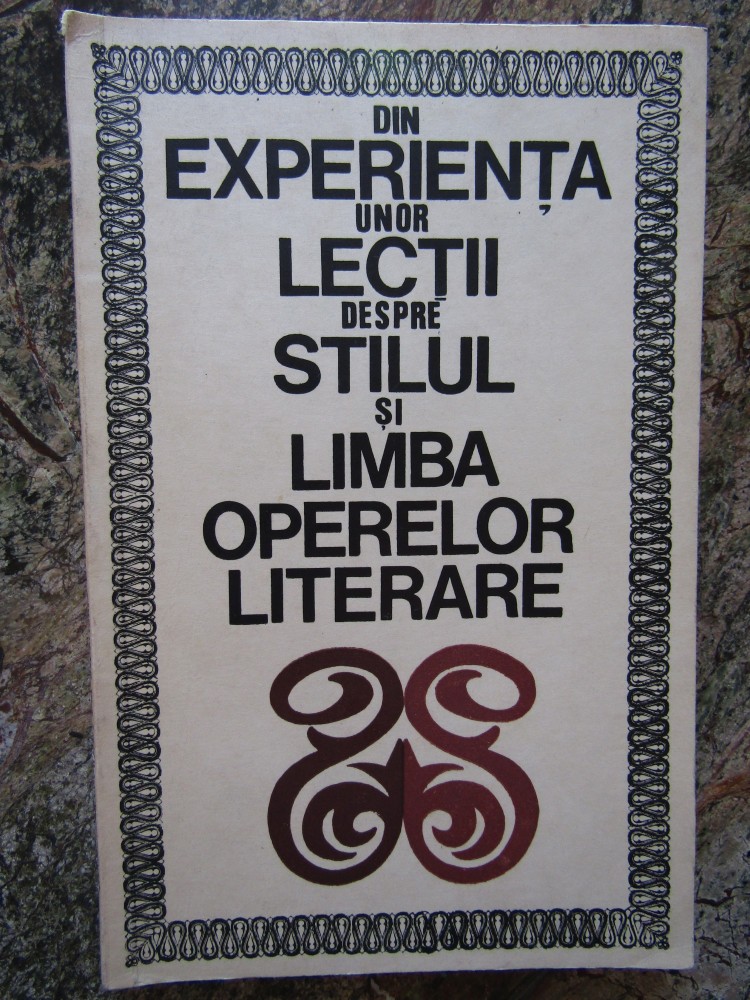 DIN
EXPERIENȚA
UNOR
LECȚII
DESPRE
STILUL
ȘI
LIMBA
OPERELOR
LITERARE